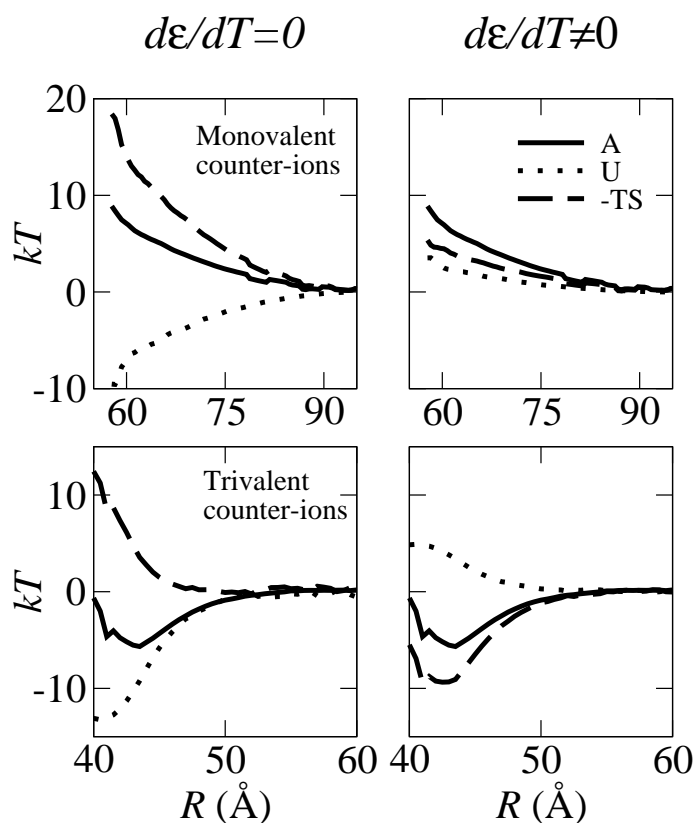 dε/dT=0
dε/dT≠0
20
10
0
-10
kT
Monovalent
counter-ions
60
75
90
A
U
-TS
60
75
90
10
0
-10
kT
Trivalent
counter-ions
40
50
60
R (Å)
40
50
60
R (Å)